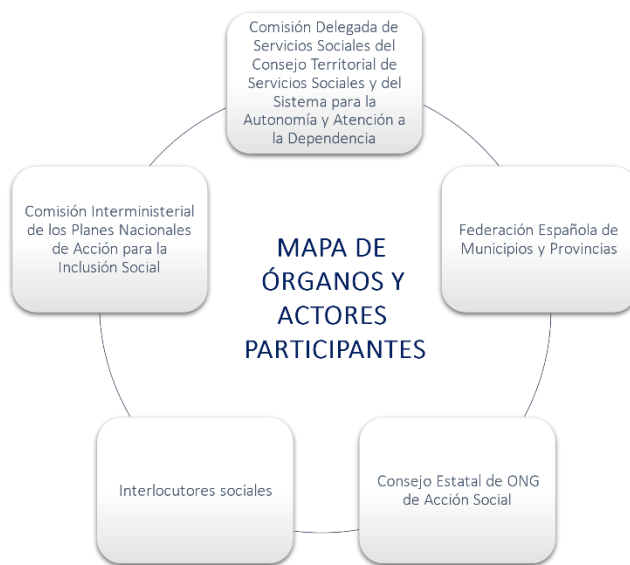 Comisión Delegada de
Servicios Sociales del
Consejo Territorial de
Servicios Sociales y del
Sistema para la
Autonomía y Atención a
la Dependencia
Comisión Interministerial
de los Planes Nacionales
de Acción para la
Inclusión Social
Federación Española de
Municipios y Provincias
MAPA DE
ÓRGANOS Y
ACTORES
PARTICIPANTES
Interlocutores sociales
Consejo Estatal de ONG
de Acción Social